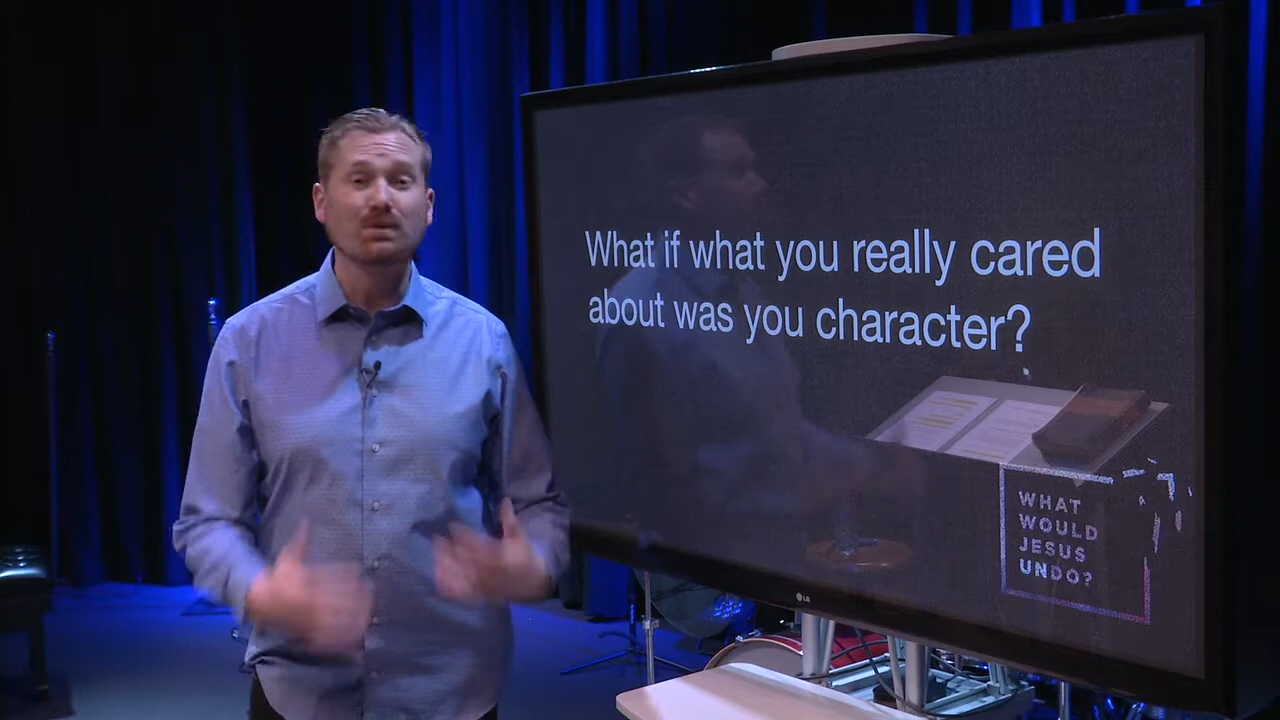 What if what you really cared
about was you character?
WHAT
WOULD
JESUS
UNDO?
LG